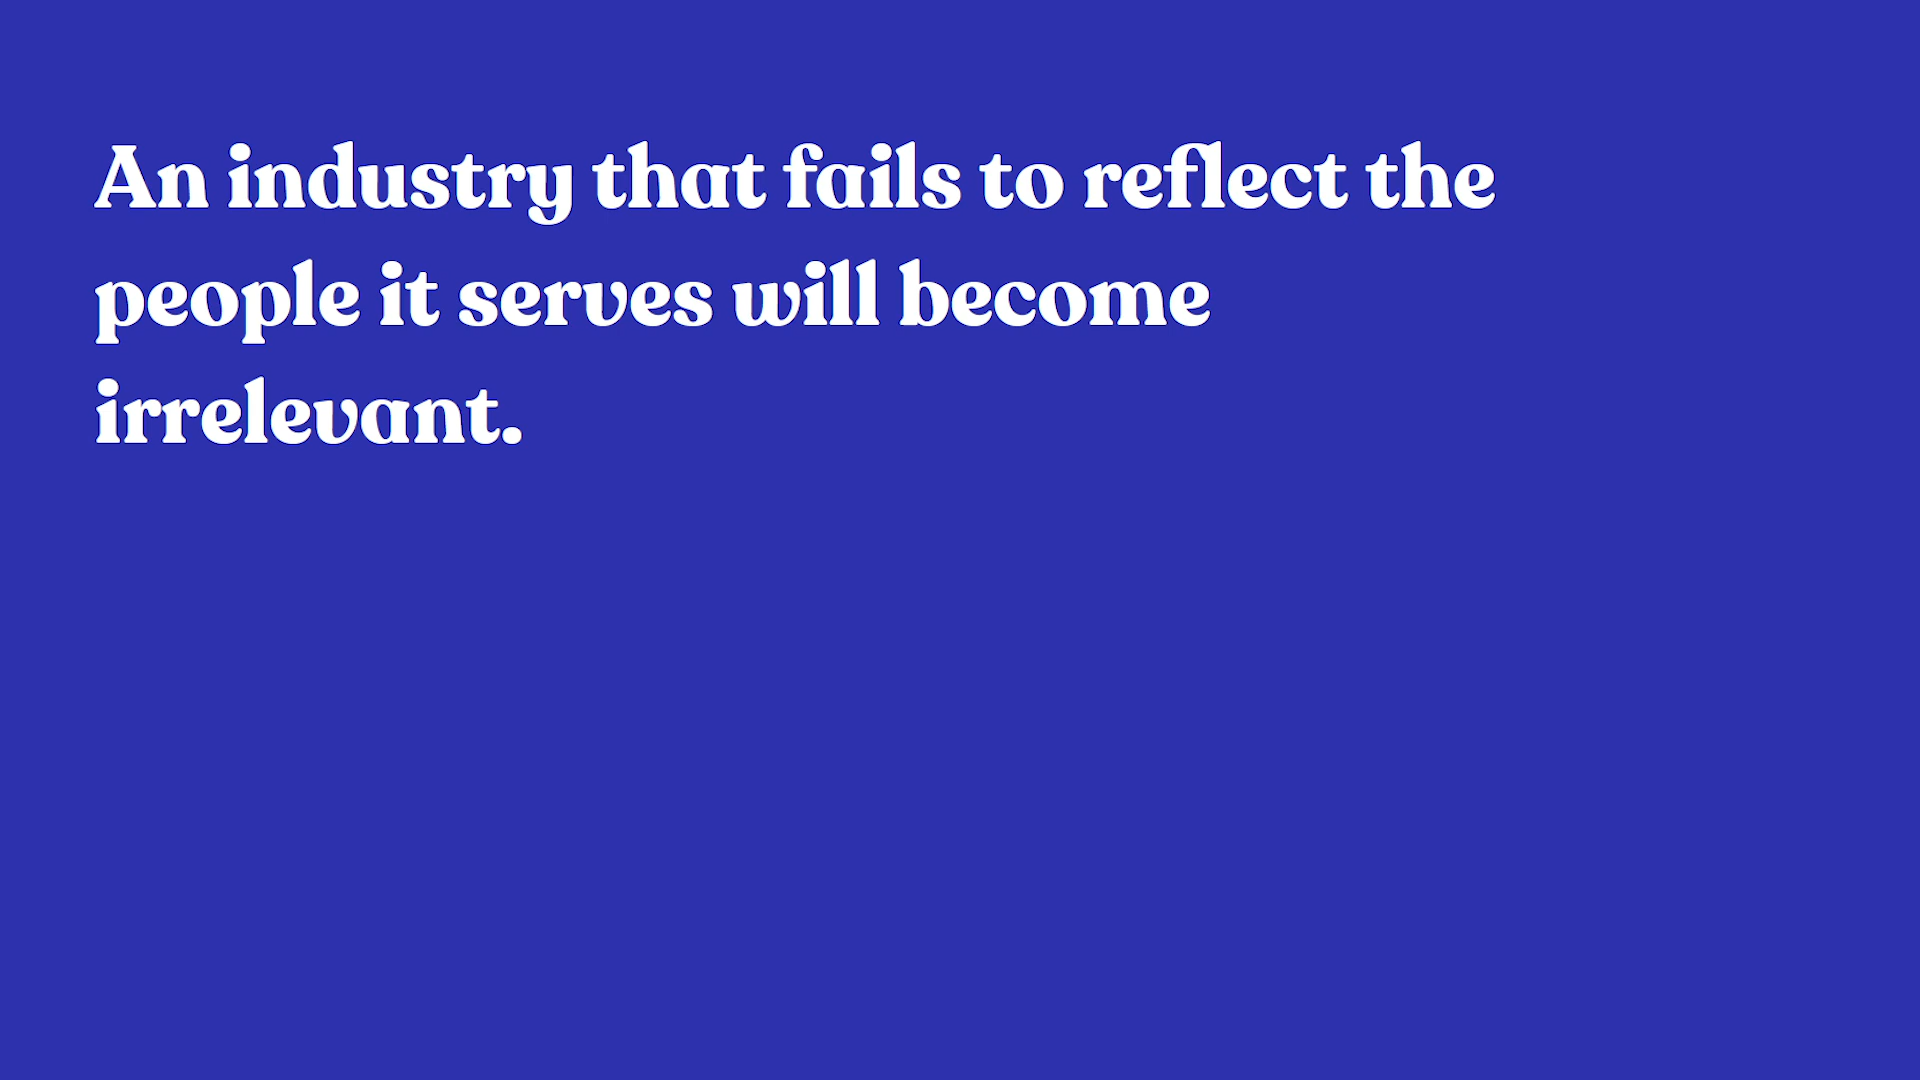 An industry that fails to reflect the
people it serves will become
irrelevant.